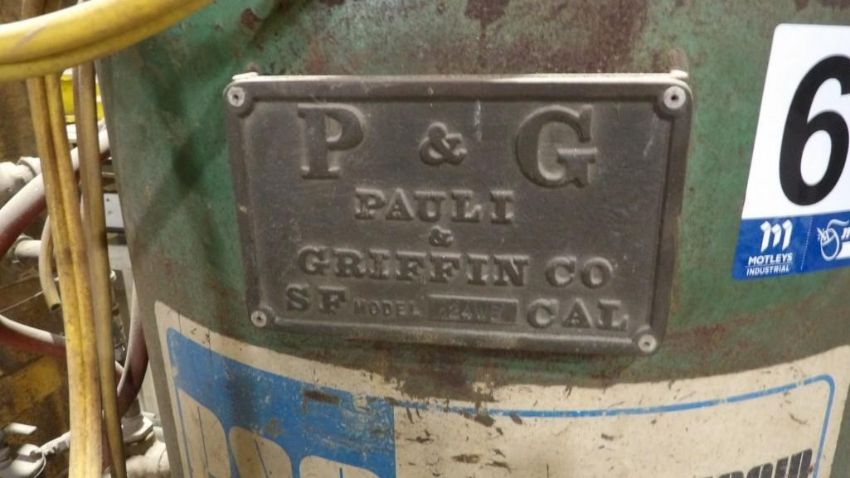 P & G
PAULI
&
GRIFFIN CO
SF MODEL CAL
6
m
MOTLEYS
INDUSTRIAL